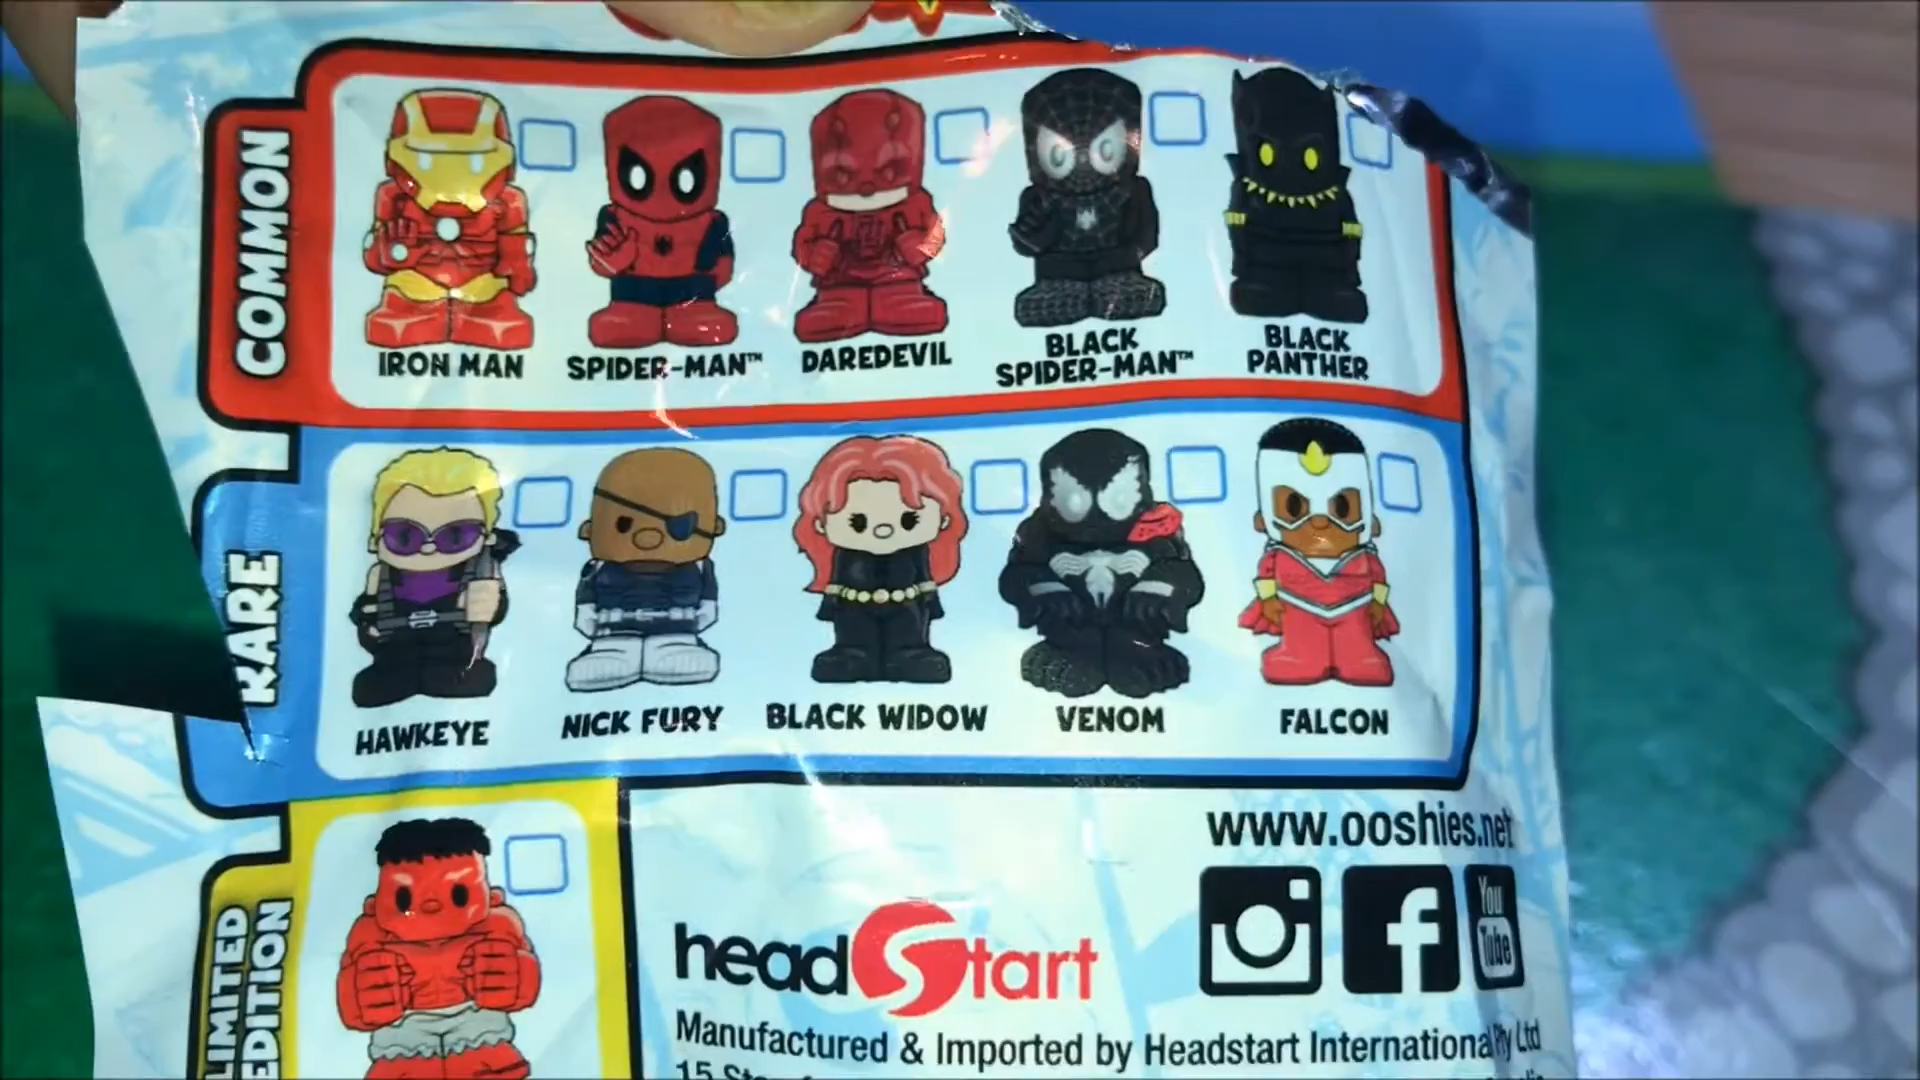 COMMON
IRON MAN
SPIDER-MAN™
DAREDEVIL
BLACK
SPIDER-MAN™
BLACK
PANTHER
RARE
HAWKEYE
NICK FURY
BLACK WIDOW
VENOM
FALCON
LIMITED
EDITION
www.ooshies.net
You
Tube
headStart
Manufactured & Imported by Headstart International Pty Ltd
15